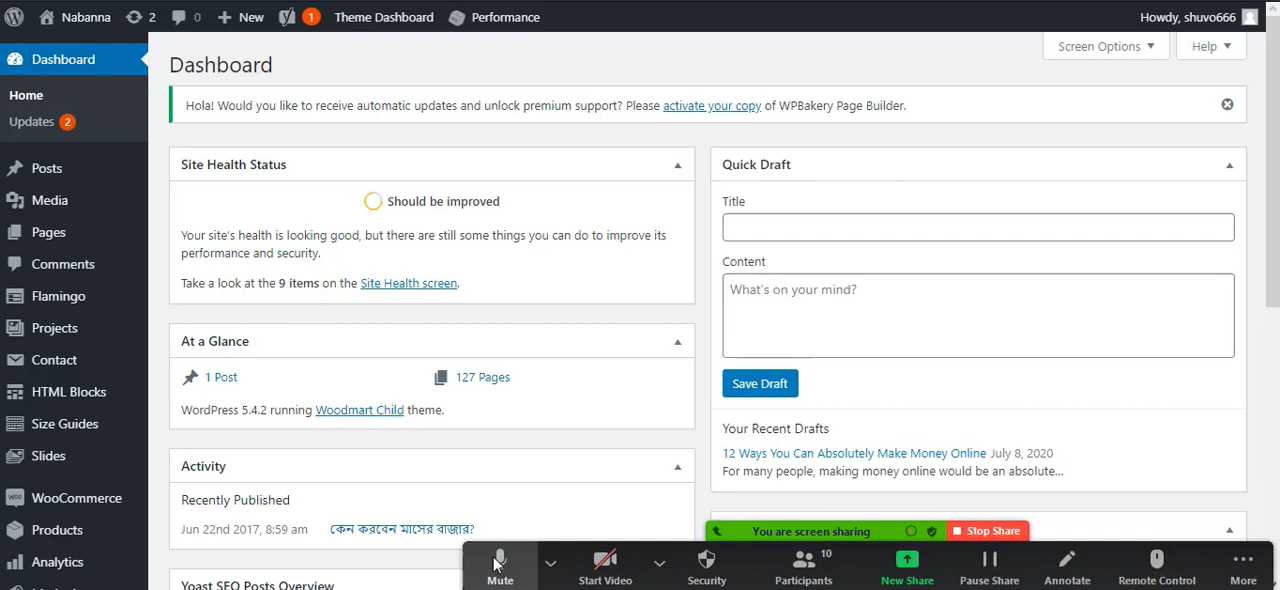 Nabanna 2 0 New 1 Theme Dashboard Performance Howdy, shuvo666
Dashboard
Home
Updates 2
Posts
Media
Pages
Comments
Flamingo
Projects
Contact
HTML Blocks
Size Guides
Slides
WooCommerce
Products
Analytics
Screen Options Help
Dashboard
Hola! Would you like to receive automatic updates and unlock premium support? Please activate your copy of WPBakery Page Builder.
Site Health Status
Should be improved
Your site's health is looking good, but there are still some things you can do to improve its
performance and security.
Take a look at the 9 items on the Site Health screen.
At a Glance
1 Post 127 Pages
WordPress 5.4.2 running Woodmart Child theme.
Activity
Recently Published
Jun 22nd 2017, 8:59 am কেন করবেন মাসের বাজার?
Yoast SEO Posts Overview
Quick Draft
Title
Content
What's on your mind?
Save Draft
Your Recent Drafts
12 Ways You Can Absolutely Make Money Online July 8, 2020
For many people, making money online would be an absolute…
You are screen sharing Stop Share
Mute Start Video Security Participants 10 New Share Pause Share Annotate Remote Control More